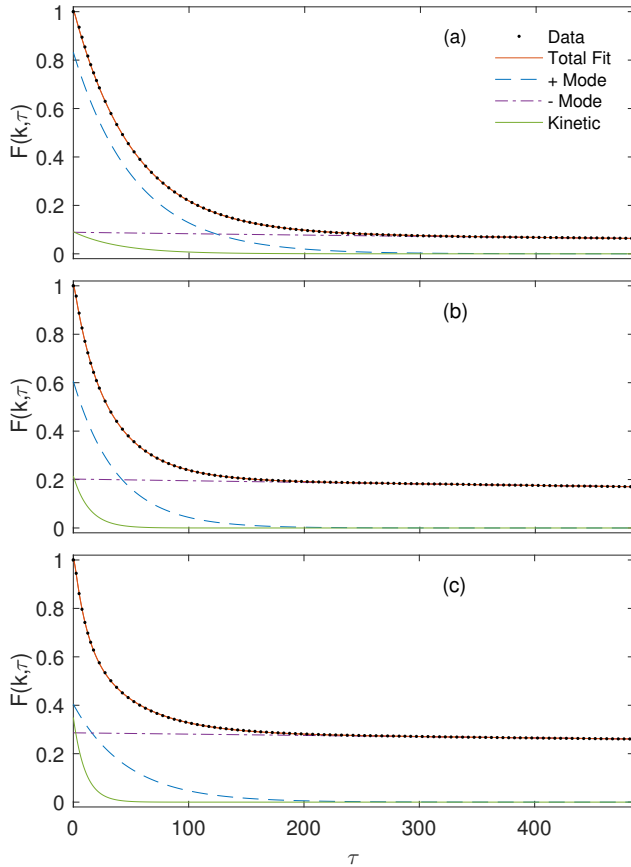 1
0.8
0.6
0.4
0.2
0
F(k,τ)
(a)
Data
Total Fit
+ Mode
- Mode
Kinetic
1
0.8
0.6
0.4
0.2
0
F(k,τ)
(b)
1
0.8
0.6
0.4
0.2
0
F(k,τ)
(c)
0 100 200 300 400
τ